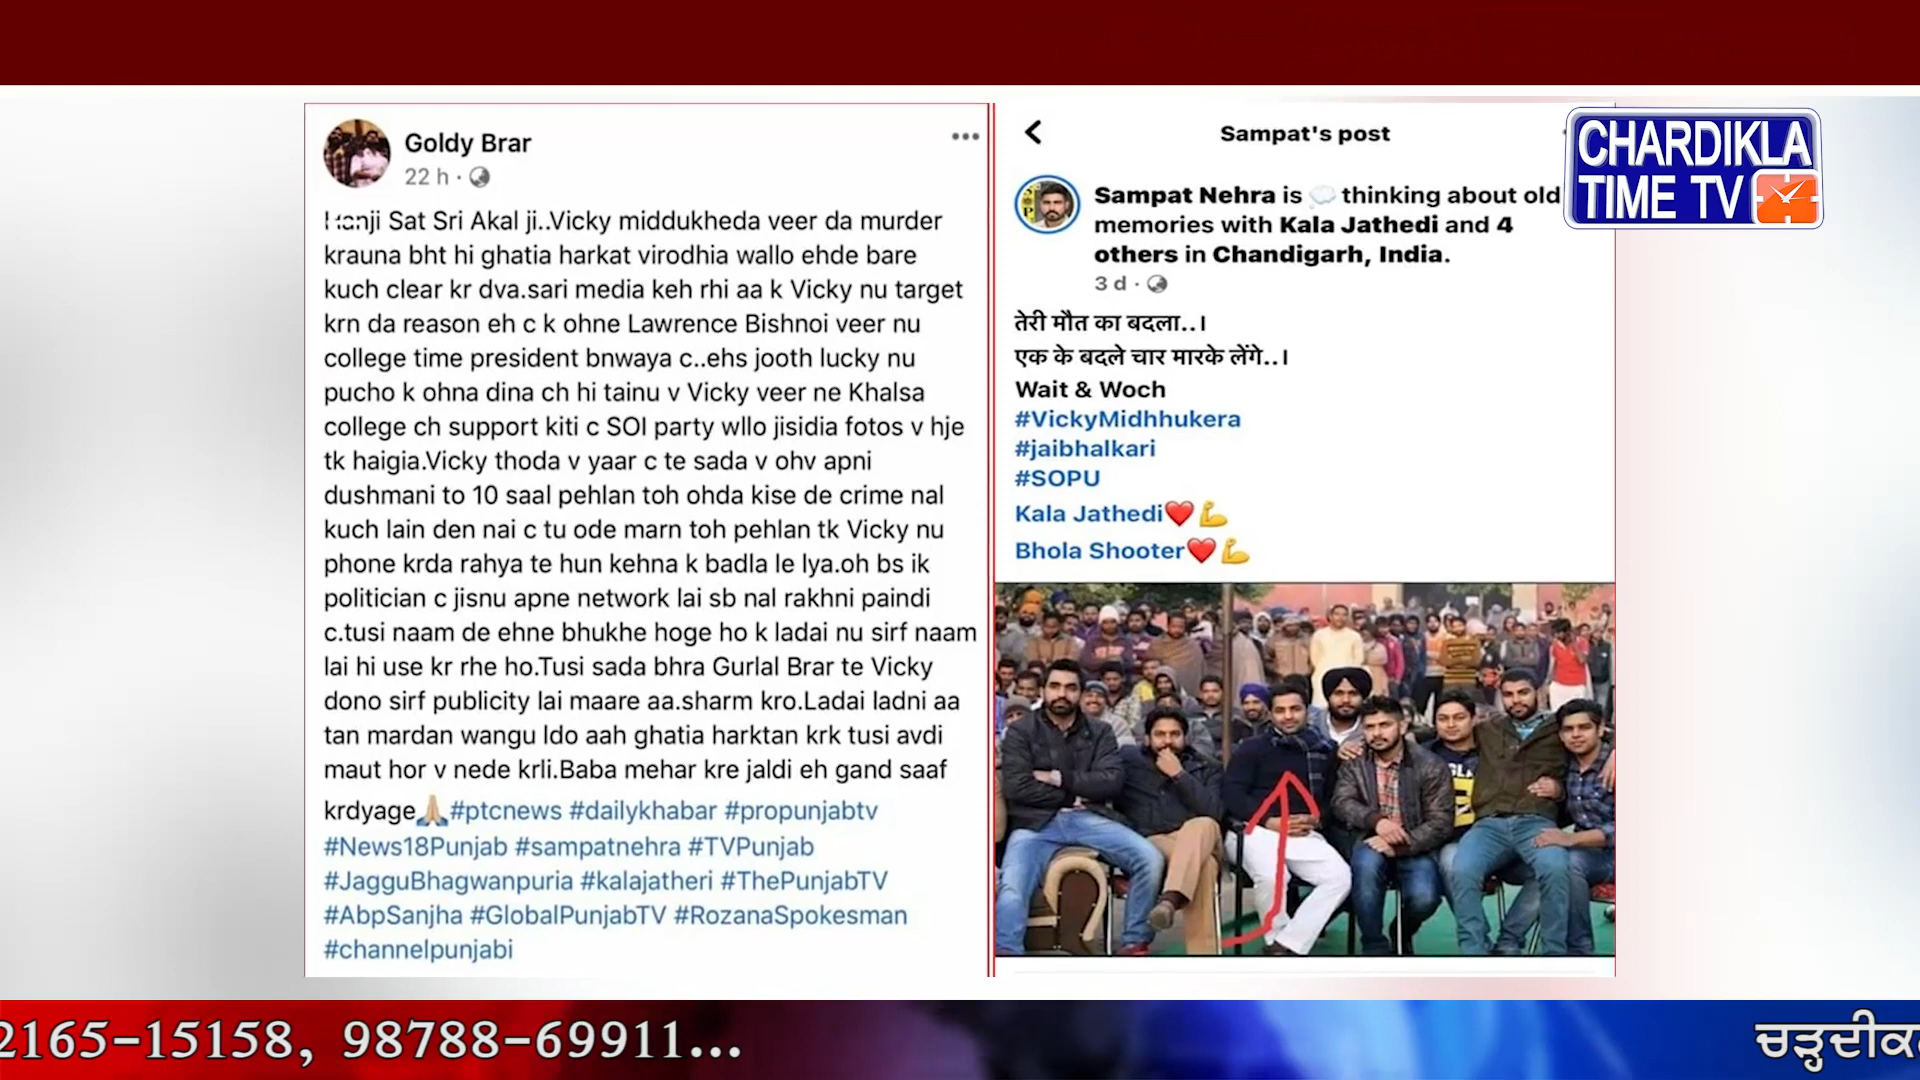 Goldy Brar
22 h
Hanji Sat Sri Akal ji..Vicky middukheda veer da murder
krauna bht hi ghatia harkat virodhia wallo ehde bare
kuch clear kr dva.sari media keh rhi aa k Vicky nu target
krn da reason eh c k ohne Lawrence Bishnoi veer nu
college time president bnwaya c..ehs jooth lucky nu
pucho k ohna dina ch hi tainu v Vicky veer ne Khalsa
college ch support kiti c SOI party wllo jisidia fotos v hje
tk haigia.Vicky thoda v yaar c te sada v ohv apni
dushmani to 10 saal pehlan toh ohda kise de crime nal
kuch lain den nai c tu ode marn toh pehlan tk Vicky nu
phone krda rahya te hun kehna k badla le lya.oh bs ik
politician c jisnu apne network lai sb nal rakhni paindi
c.tusi naam de ehne bhukhe hoge ho k ladai nu sirf naam
lai hi use kr rhe ho.Tusi sada bhra Gurlal Brar te Vicky
dono sirf publicity lai maare aa.sharm kro.Ladai ladni aa
tan mardan wangu ldo aah ghatia harktan krk tusi avdi
maut hor v nede krli.Baba mehar kre jaldi eh gand saaf
krdyage🙏#ptcnews #dailykhabar #propunjabtv
#News18Punjab #sampatnehra #TVPunjab
#JagguBhagwanpuria #kalajatheri #ThePunjabTV
#AbpSanjha #GlobalPunjabTV #RozanaSpokesman
#channelpunjabi
Sampat's post
Sampat Nehra is 💭 thinking about old
memories with Kala Jathedi and 4
others in Chandigarh, India.
3 d
तेरी मौत का बदला..।
एक के बदले चार मारके लेंगे..।
Wait & Woch
#VickyMidhhukera
#jaibhalkari
#SOPU
Kala Jathedi❤️💪
Bhola Shooter❤️💪
CHARDIKLA
TIME TV
2165-15158, 98788-69911...
ਚੜ੍ਹਦੀਕ